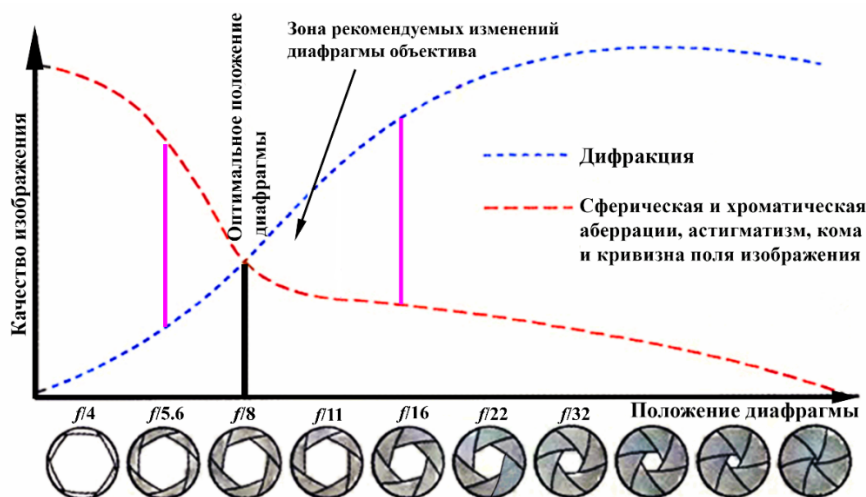 Зона рекомендуемых изменений
диафрагмы объектива
Качество изображения
Оптимальное положение
диафрагмы
Дифракция
Сферическая и хроматическая
аберрации, астигматизм, кома
и кривизна поля изображения
f/4 f/5.6 f/8 f/11 f/16 f/22 f/32 Положение диафрагмы